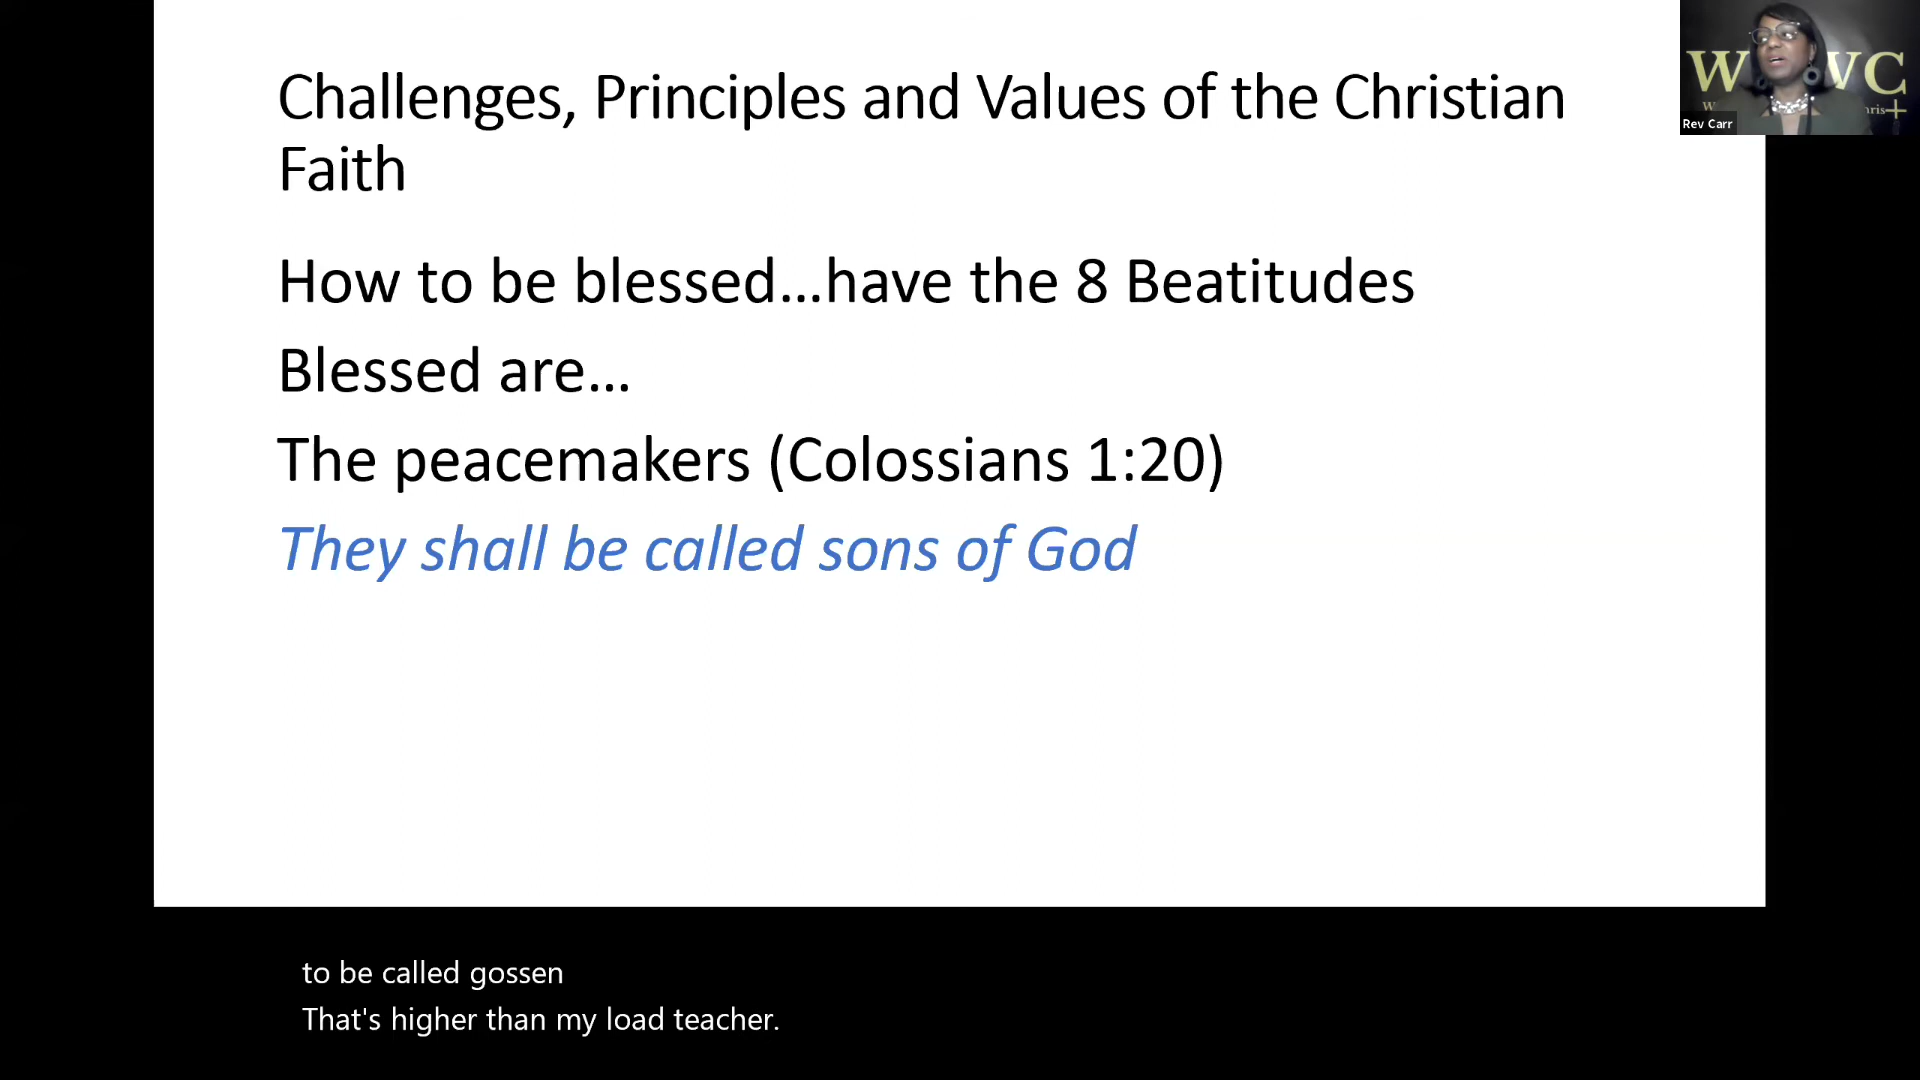 Challenges, Principles and Values of the Christian
Faith
How to be blessed...have the 8 Beatitudes
Blessed are...
The peacemakers (Colossians 1:20)
They shall be called sons of God
Rev Carr
to be called gossen
That's higher than my load teacher.